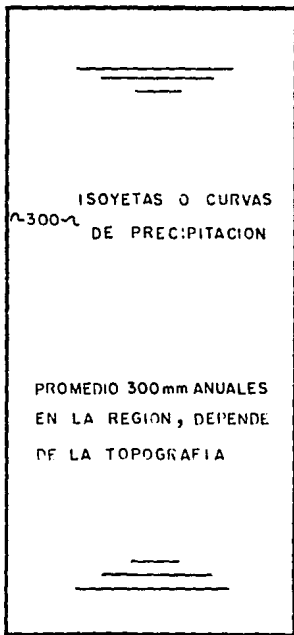 ISOYETAS O CURVAS
~300~
DE PRECIPITACION
PROMEDIO 300mm ANUALES
EN LA REGION, DEPENDE
DE LA TOPOGRAFIA